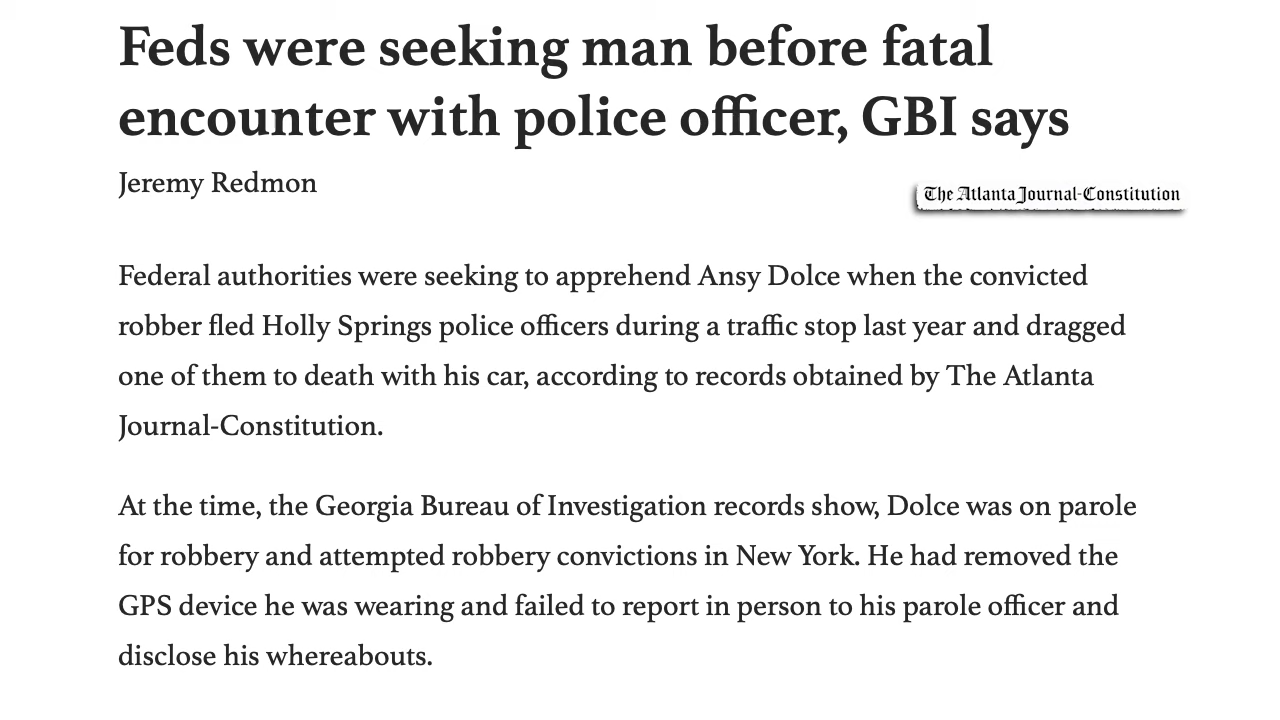 Feds were seeking man before fatal
encounter with police officer, GBI says
Jeremy Redmon
The Atlanta Journal-Constitution
Federal authorities were seeking to apprehend Ansy Dolce when the convicted
robber fled Holly Springs police officers during a traffic stop last year and dragged
one of them to death with his car, according to records obtained by The Atlanta
Journal-Constitution.
At the time, the Georgia Bureau of Investigation records show, Dolce was on parole
for robbery and attempted robbery convictions in New York. He had removed the
GPS device he was wearing and failed to report in person to his parole officer and
disclose his whereabouts.